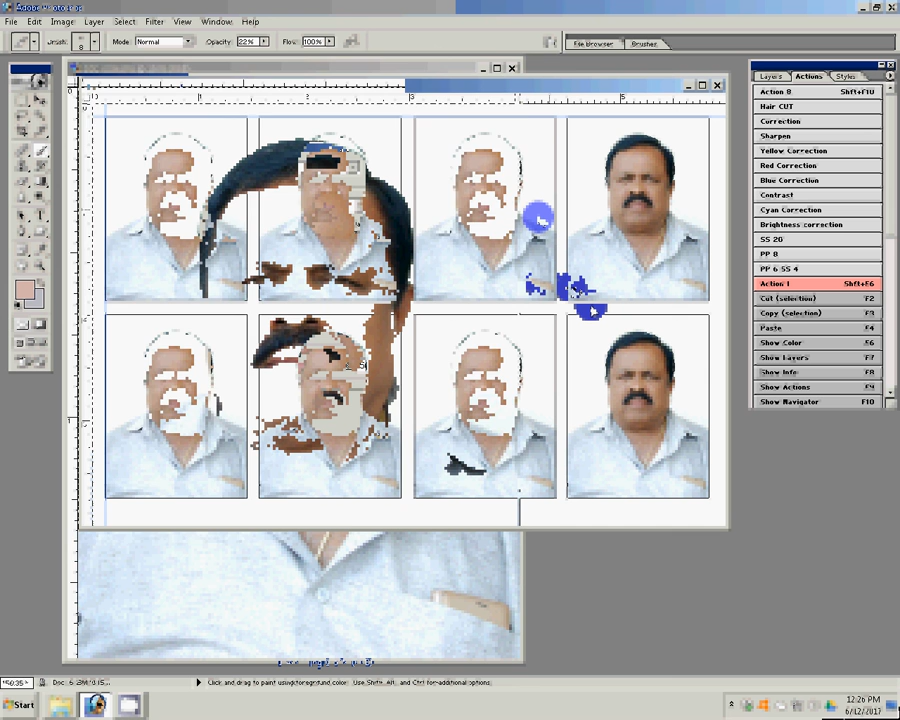 Adobe Photoshop
File Edit Image Layer Select Filter View Window Help
Brush: 8 Mode: Normal Opacity: 22% Flow: 100% File Browser Brushes
Layers Actions Styles
Action 8 Shft+F10
Hair CUT
Correction
Sharpen
Yellow Correction
Red Correction
Blue Correction
Contrast
Cyan Correction
Brightness correction
SS 20
PP 8
PP 6 SS 4
Action 1 Shft+F6
Cut (selection) F2
Copy (selection) F3
Paste F4
Show Color F6
Show Layers F7
Show Info F8
Show Actions F9
Show Navigator F10
Click and drag to paint using foreground color. Use Shift, Alt, and Ctrl for additional options.
Start
12:26 PM
6/12/2017